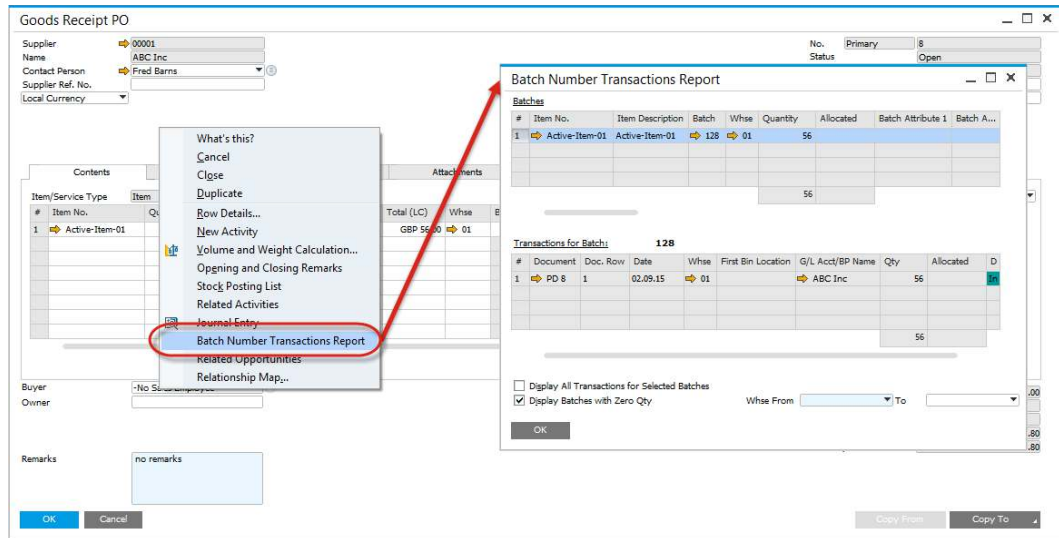 Goods Receipt PO
Supplier 00001
Name ABC Inc
Contact Person Fred Barns
Supplier Ref. No.
Local Currency
No. Primary 8
Status Open
Contents
Attachments
Item/Service Type Item
# Item No. Total (LC) Whse
1 Active-Item-01 GBP 56.00 01
What's this?
Cancel
Close
Duplicate
Row Details...
New Activity
Volume and Weight Calculation...
Opening and Closing Remarks
Stock Posting List
Related Activities
Journal Entry
Batch Number Transactions Report
Related Opportunities
Relationship Map...
Buyer
Owner
Remarks no remarks
OK Cancel
Copy From Copy To
Batch Number Transactions Report
Batches
# Item No. Item Description Batch Whse Quantity Allocated Batch Attribute 1 Batch A...
1 Active-Item-01 Active-Item-01 128 01 56
56
Transactions for Batch: 128
# Document Doc. Row Date Whse First Bin Location G/L Acct/BP Name Qty Allocated D
1 PD 8 1 02.09.15 01 ABC Inc 56 In
56
Display All Transactions for Selected Batches
Display Batches with Zero Qty Whse From To
OK
.00
.80
.80